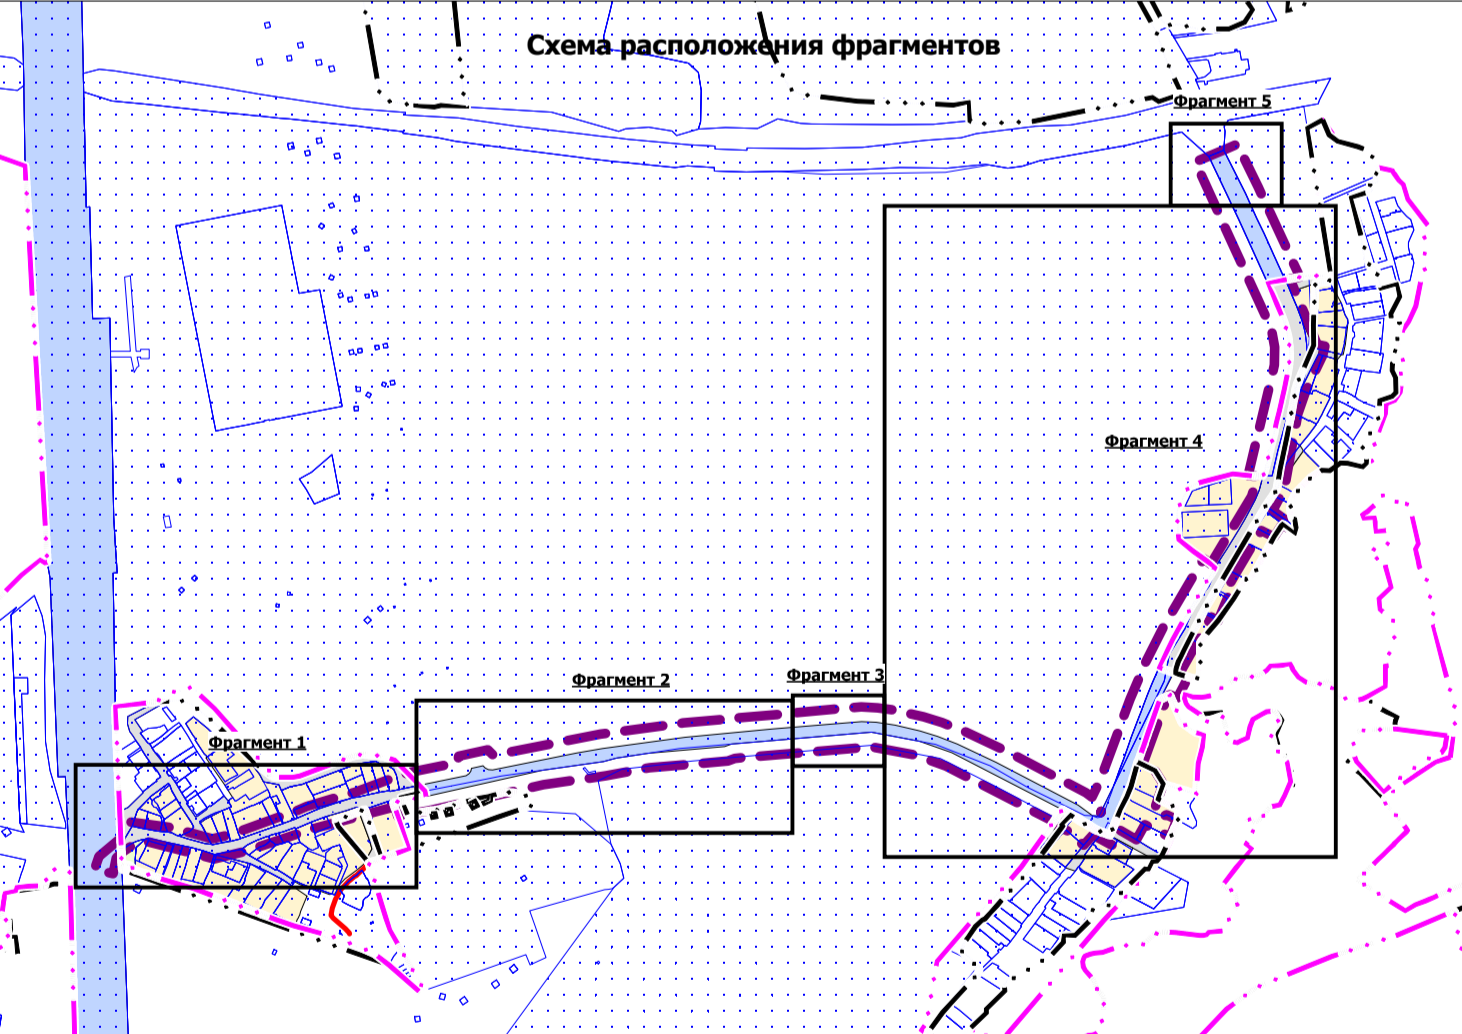 Схема расположения фрагментов
Фрагмент 5
Фрагмент 4
Фрагмент 3
Фрагмент 2
Фрагмент 1